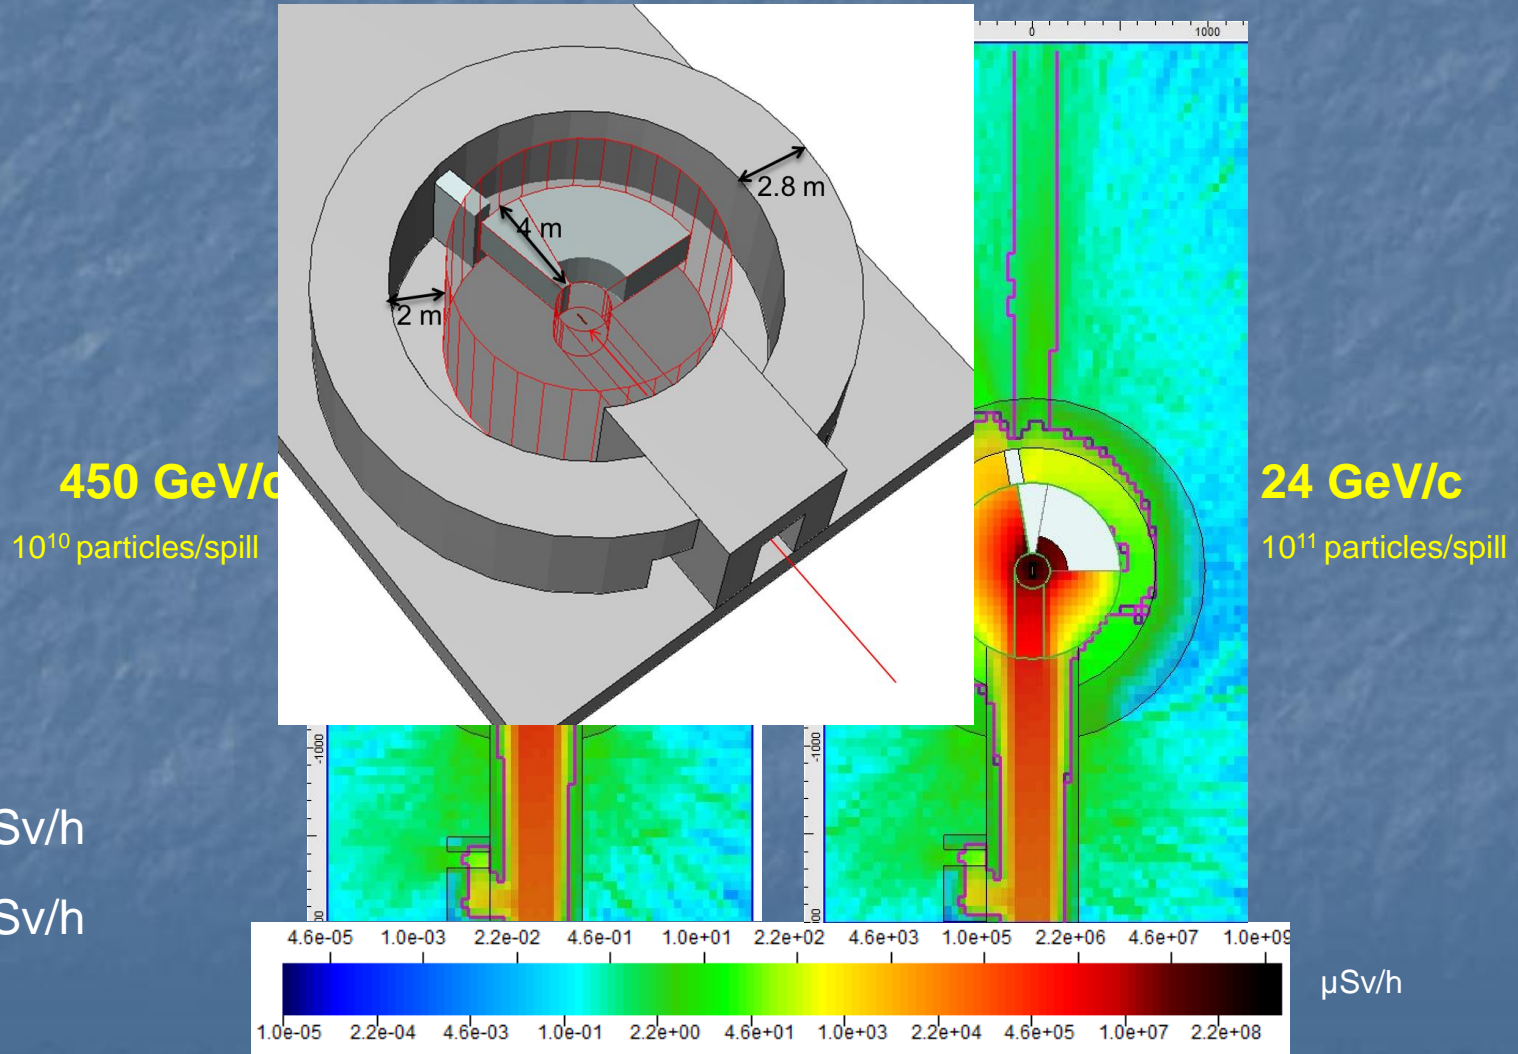 0
1000
2.8 m
4 m
2 m
450 GeV/c
24 GeV/c
10¹⁰ particles/spill
10¹¹ particles/spill
-1000
-1000
Sv/h
Sv/h
4.6e-05 1.0e-03 2.2e-02 4.6e-01 1.0e+01 2.2e+02 4.6e+03 1.0e+05 2.2e+06 4.6e+07 1.0e+09
µSv/h
1.0e-05 2.2e-04 4.6e-03 1.0e-01 2.2e+00 4.6e+01 1.0e+03 2.2e+04 4.6e+05 1.0e+07 2.2e+08